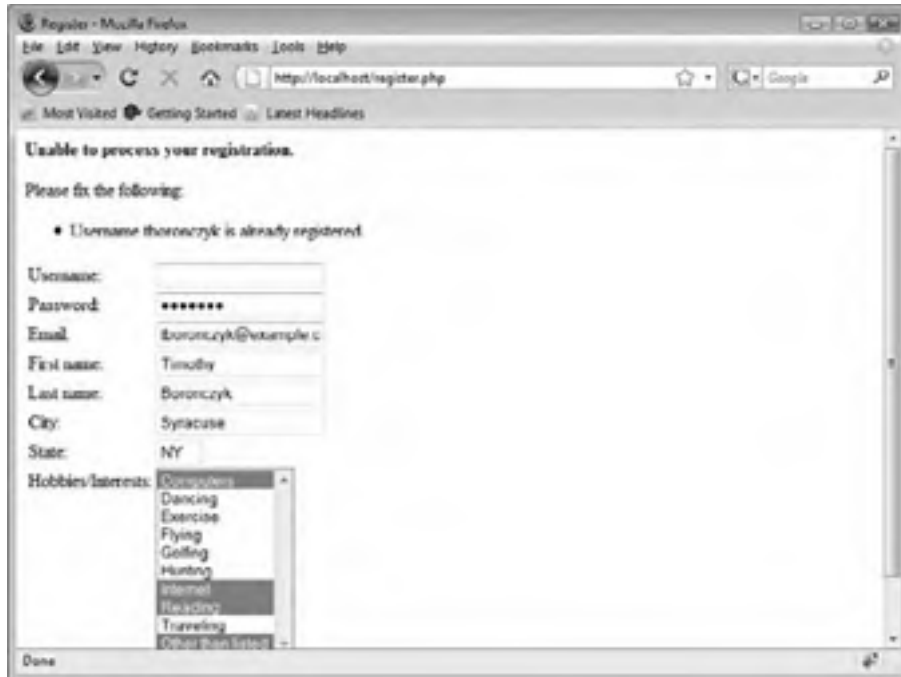 Register - Mozilla Firefox
File Edit View History Bookmarks Tools Help
http://localhost/register.php
Google
Most Visited Getting Started Latest Headlines
Unable to process your registration.
Please fix the following:
• Username tboronczyk is already registered.
Username:
Password: •••••••
Email: tboronczyk@example.c
First name: Timothy
Last name: Boronczyk
City: Syracuse
State: NY
Hobbies/Interests: Computers
Dancing
Exercise
Flying
Golfing
Hunting
Internet
Reading
Traveling
Other than listed
Done